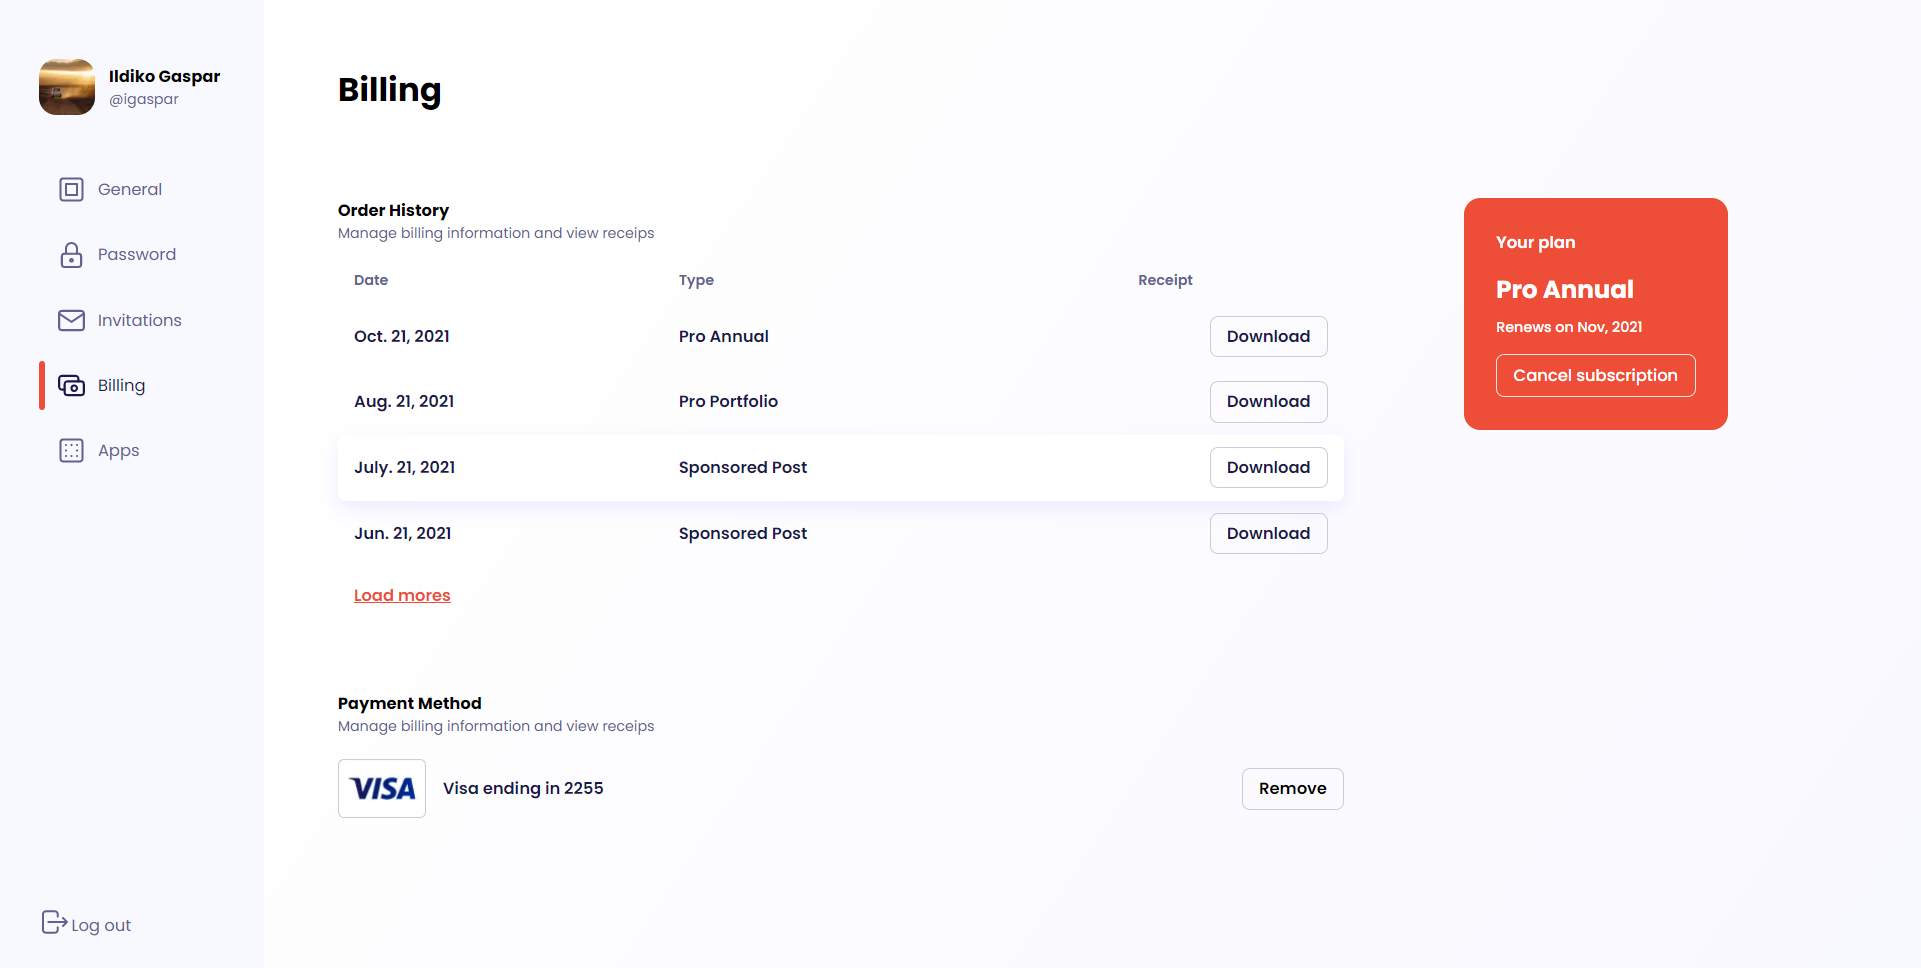 Ildiko Gaspar
@igaspar
General
Password
Invitations
Billing
Apps
Log out
Billing
Order History
Manage billing information and view receips
Date Type Receipt
Oct. 21, 2021 Pro Annual Download
Aug. 21, 2021 Pro Portfolio Download
July. 21, 2021 Sponsored Post Download
Jun. 21, 2021 Sponsored Post Download
Load mores
Payment Method
Manage billing information and view receips
VISA Visa ending in 2255 Remove
Your plan
Pro Annual
Renews on Nov, 2021
Cancel subscription